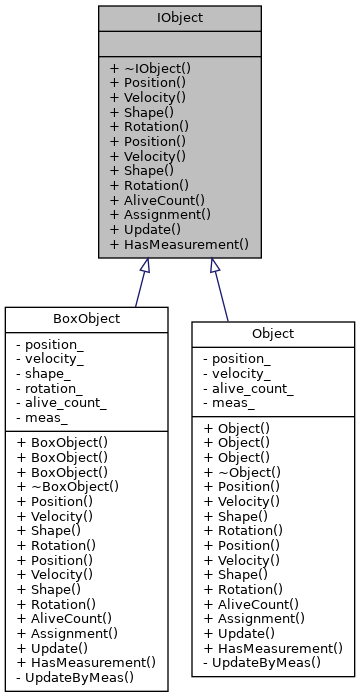 IObject
+ ~IObject()
+ Position()
+ Velocity()
+ Shape()
+ Rotation()
+ Position()
+ Velocity()
+ Shape()
+ Rotation()
+ AliveCount()
+ Assignment()
+ Update()
+ HasMeasurement()
BoxObject
- position_
- velocity_
- shape_
- rotation_
- alive_count_
- meas_
+ BoxObject()
+ BoxObject()
+ BoxObject()
+ ~BoxObject()
+ Position()
+ Velocity()
+ Shape()
+ Rotation()
+ Position()
+ Velocity()
+ Shape()
+ Rotation()
+ AliveCount()
+ Assignment()
+ Update()
+ HasMeasurement()
- UpdateByMeas()
Object
- position_
- velocity_
- alive_count_
- meas_
+ Object()
+ Object()
+ Object()
+ ~Object()
+ Position()
+ Velocity()
+ Shape()
+ Rotation()
+ Position()
+ Velocity()
+ Shape()
+ Rotation()
+ AliveCount()
+ Assignment()
+ Update()
+ HasMeasurement()
- UpdateByMeas()